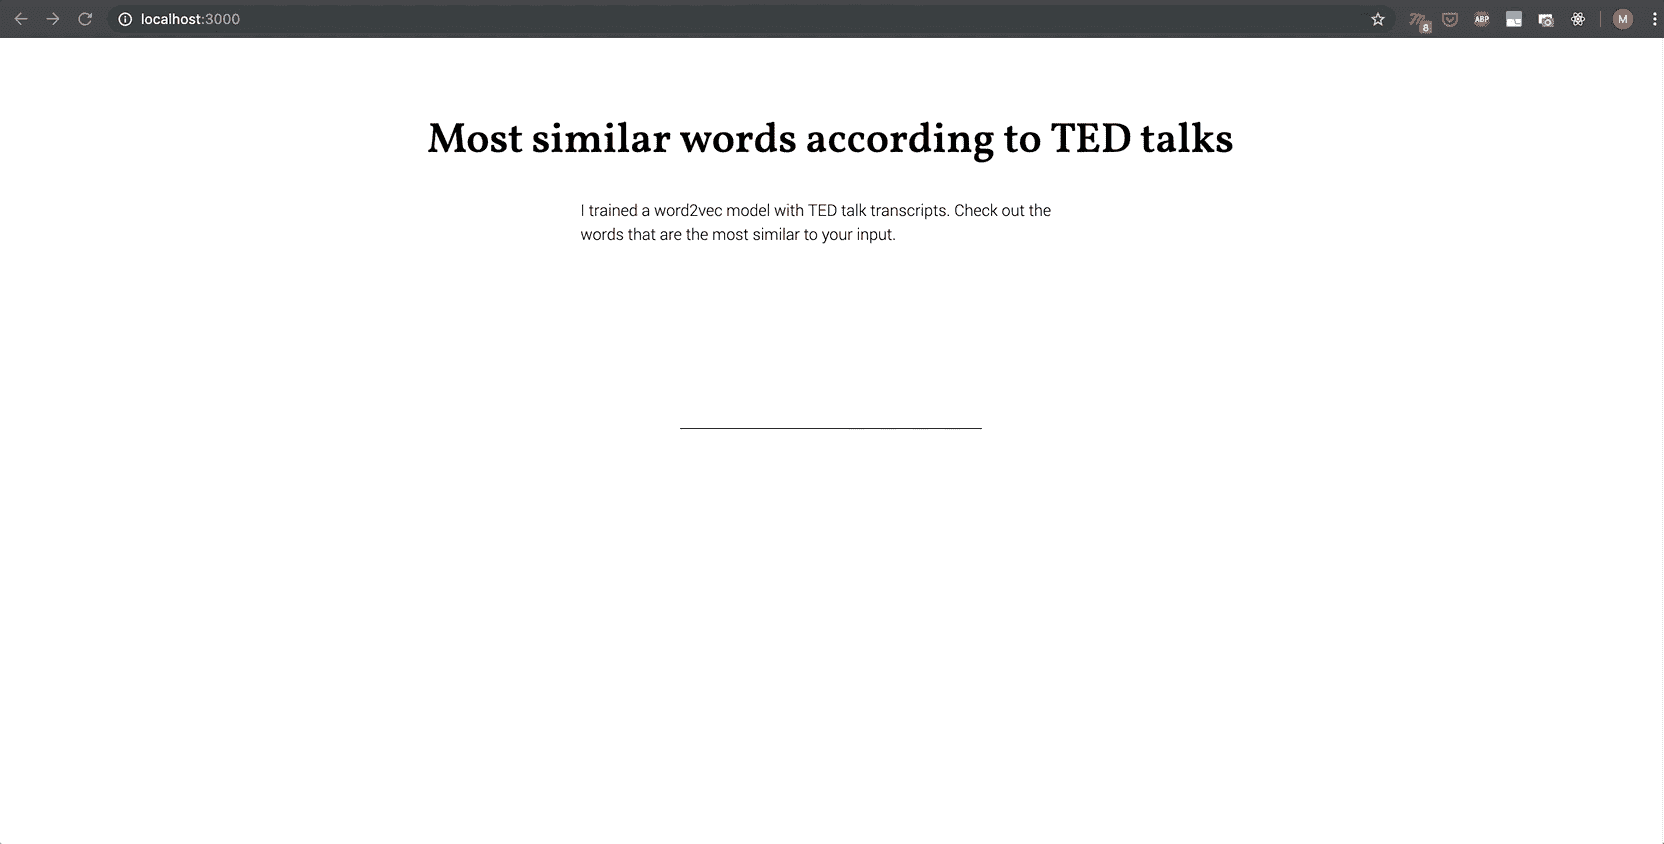 localhost:3000
8
ABP
M
Most similar words according to TED talks
I trained a word2vec model with TED talk transcripts. Check out the
words that are the most similar to your input.